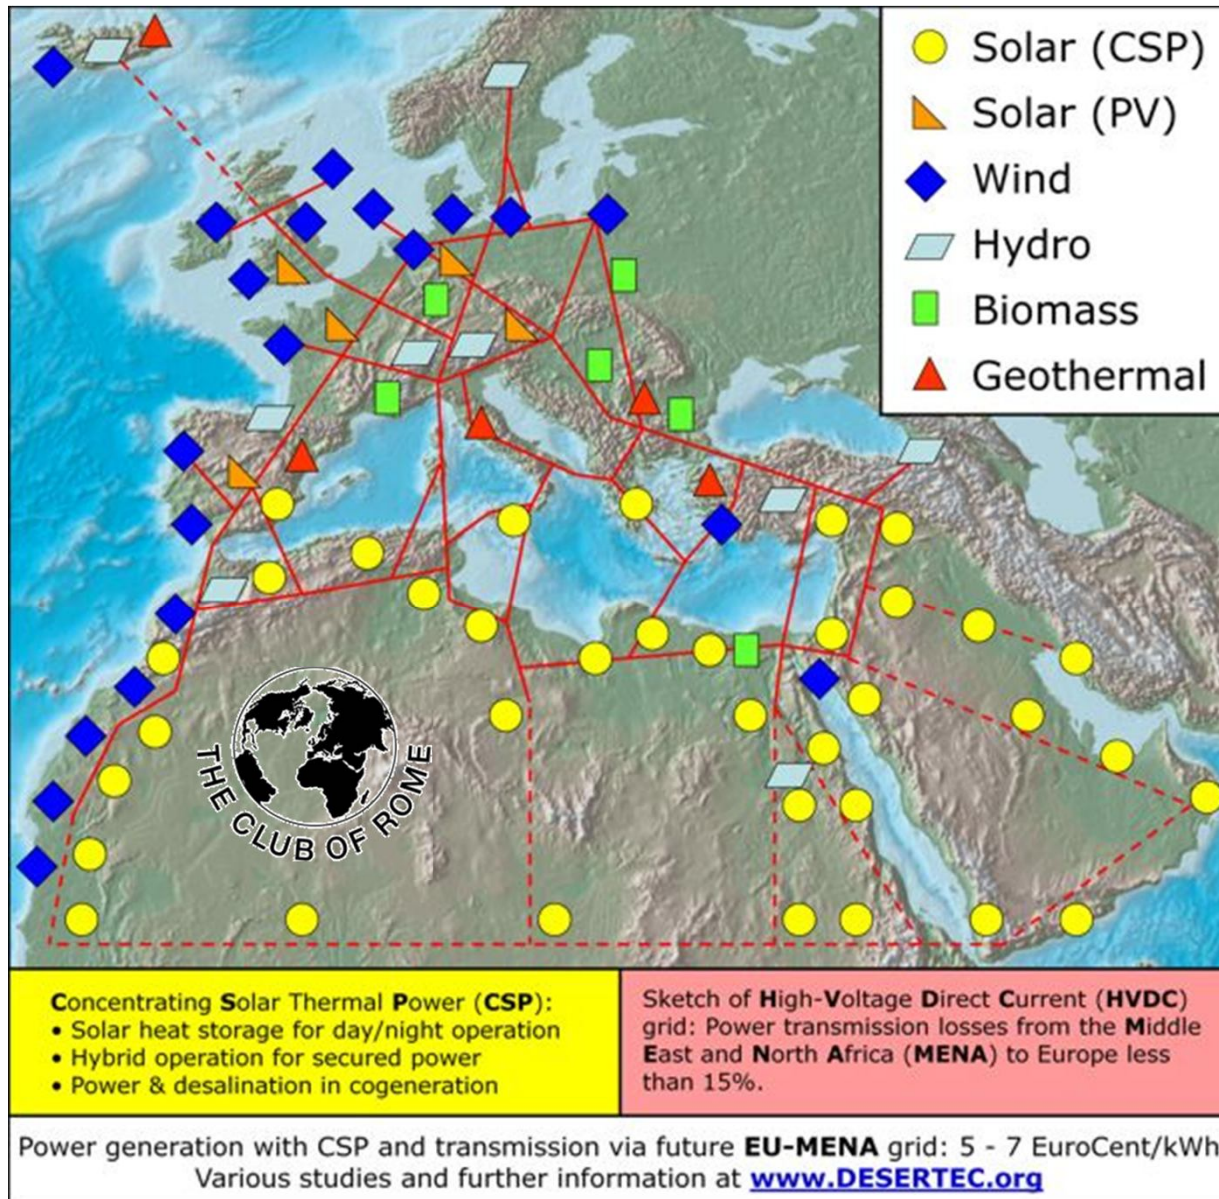 Solar (CSP)
Solar (PV)
Wind
Hydro
Biomass
Geothermal
THE CLUB OF ROME
Concentrating Solar Thermal Power (CSP):
• Solar heat storage for day/night operation
• Hybrid operation for secured power
• Power & desalination in cogeneration
Sketch of High-Voltage Direct Current (HVDC)
grid: Power transmission losses from the Middle
East and North Africa (MENA) to Europe less
than 15%.
Power generation with CSP and transmission via future EU-MENA grid: 5 - 7 EuroCent/kWh
Various studies and further information at www.DESERTEC.org